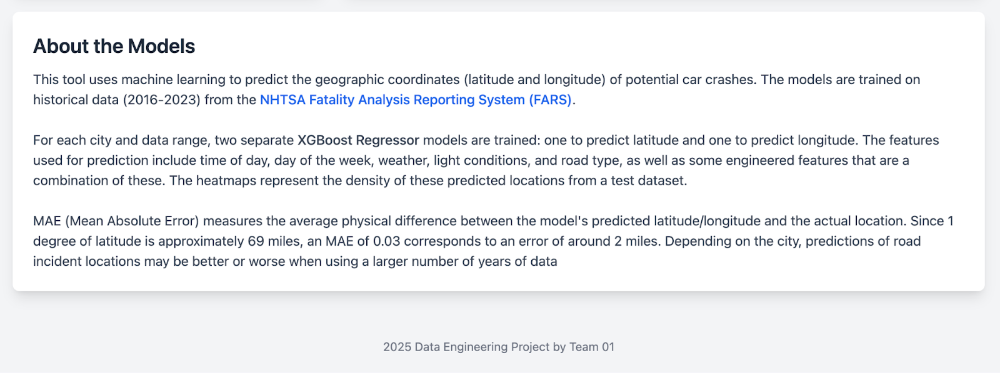 About the Models
This tool uses machine learning to predict the geographic coordinates (latitude and longitude) of potential car crashes. The models are trained on
historical data (2016-2023) from the NHTSA Fatality Analysis Reporting System (FARS).
For each city and data range, two separate XGBoost Regressor models are trained: one to predict latitude and one to predict longitude. The features
used for prediction include time of day, day of the week, weather, light conditions, and road type, as well as some engineered features that are a
combination of these. The heatmaps represent the density of these predicted locations from a test dataset.
MAE (Mean Absolute Error) measures the average physical difference between the model's predicted latitude/longitude and the actual location. Since 1
degree of latitude is approximately 69 miles, an MAE of 0.03 corresponds to an error of around 2 miles. Depending on the city, predictions of road
incident locations may be better or worse when using a larger number of years of data
2025 Data Engineering Project by Team 01